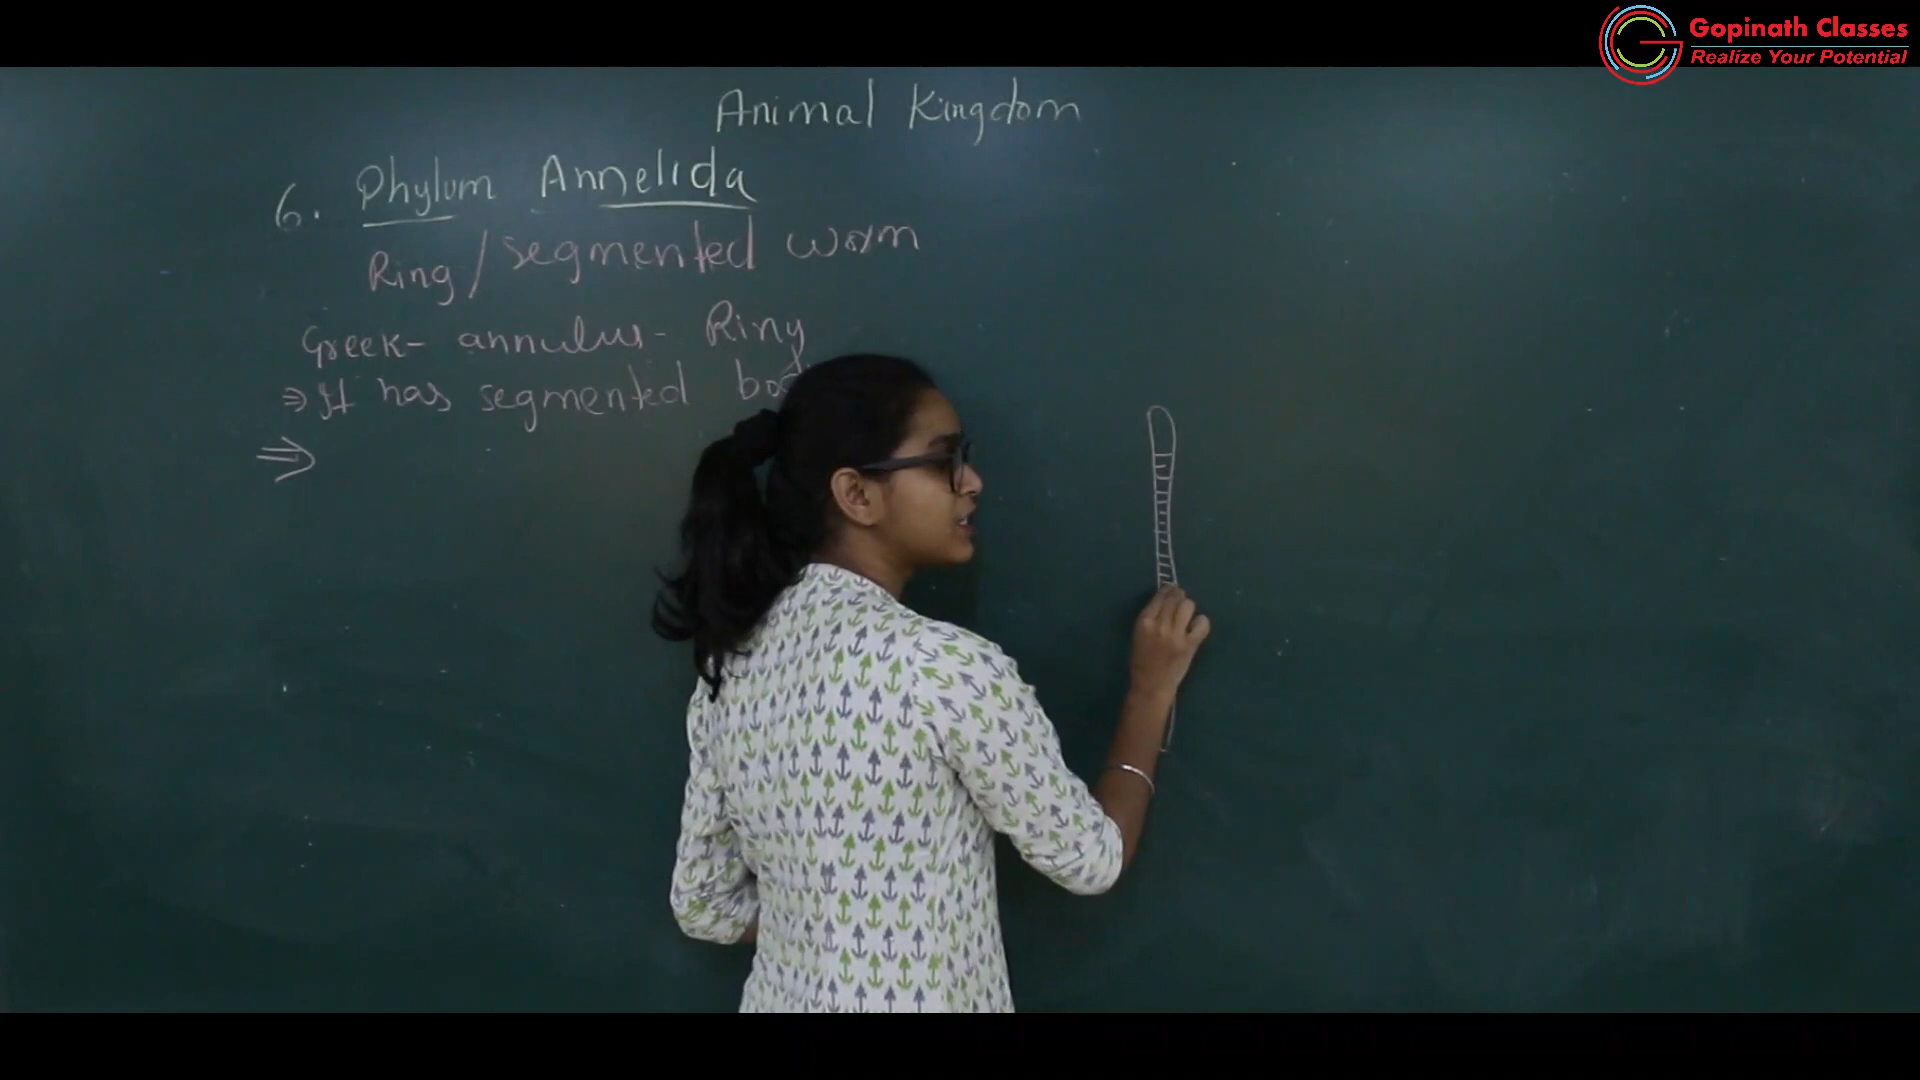 Gopinath Classes
Realize Your Potential
Animal Kingdom
6. Phylum Annelida
Ring/segmented worm
Greek- annulus- Ring
⇒ It has segmented
⇒